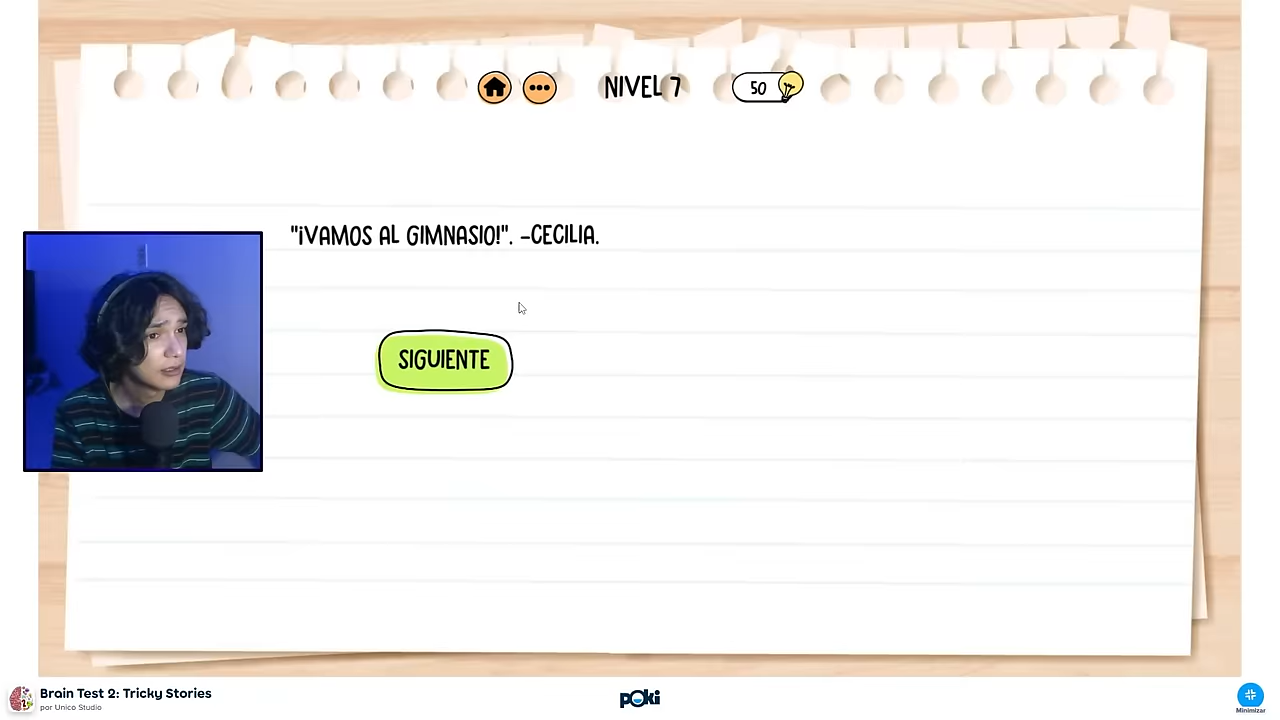 NIVEL 7
50
"¡VAMOS AL GIMNASIO!". -CECILIA.
SIGUIENTE
Brain Test 2: Tricky Stories
por Unico Studio
poki
Minimizar